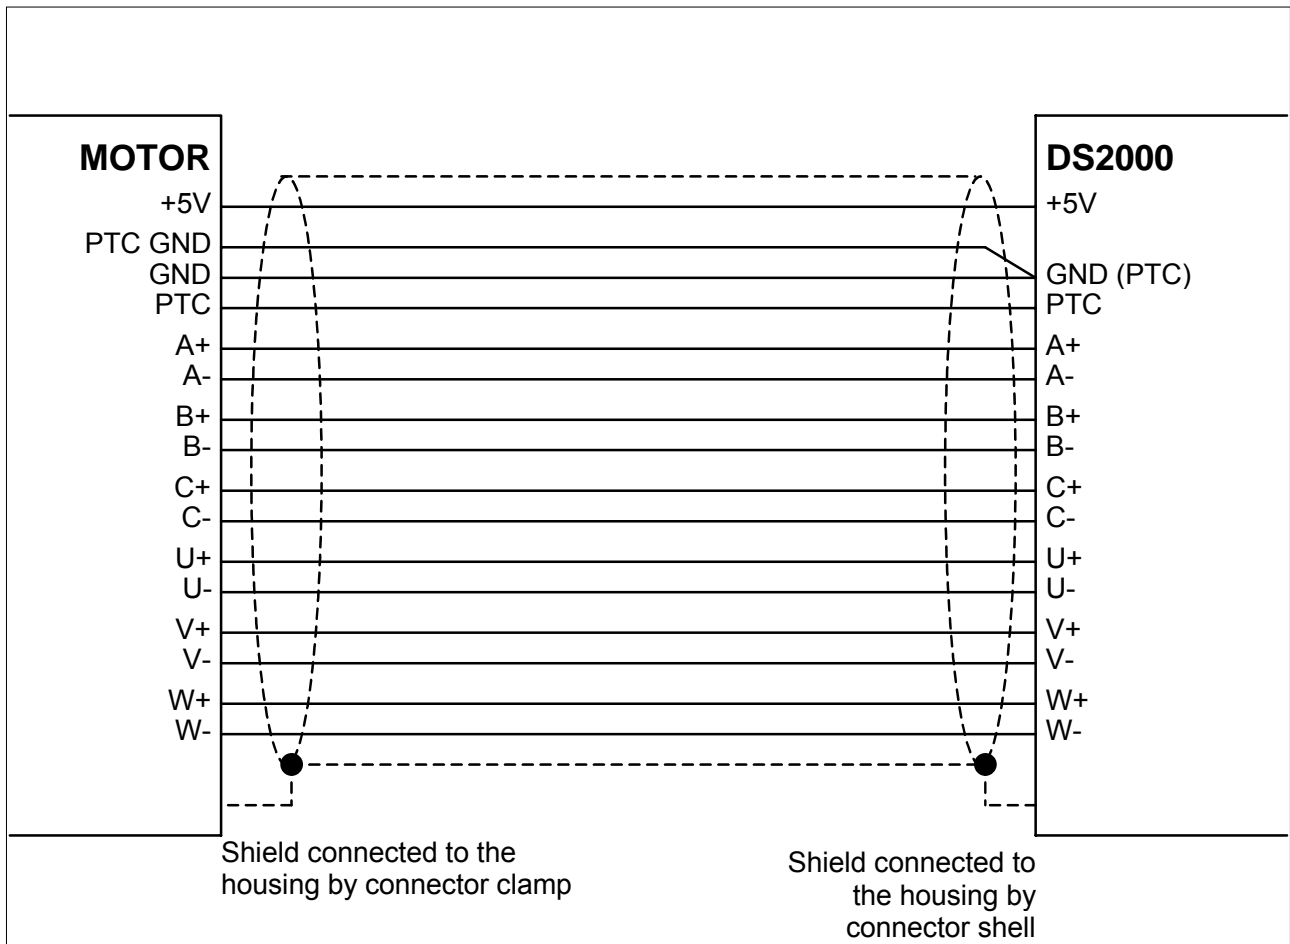 MOTOR
+5V
PTC GND
GND
PTC
A+
A-
B+
B-
C+
C-
U+
U-
V+
V-
W+
W-
DS2000
+5V
GND (PTC)
PTC
A+
A-
B+
B-
C+
C-
U+
U-
V+
V-
W+
W-
Shield connected to the
housing by connector clamp
Shield connected to
the housing by
connector shell